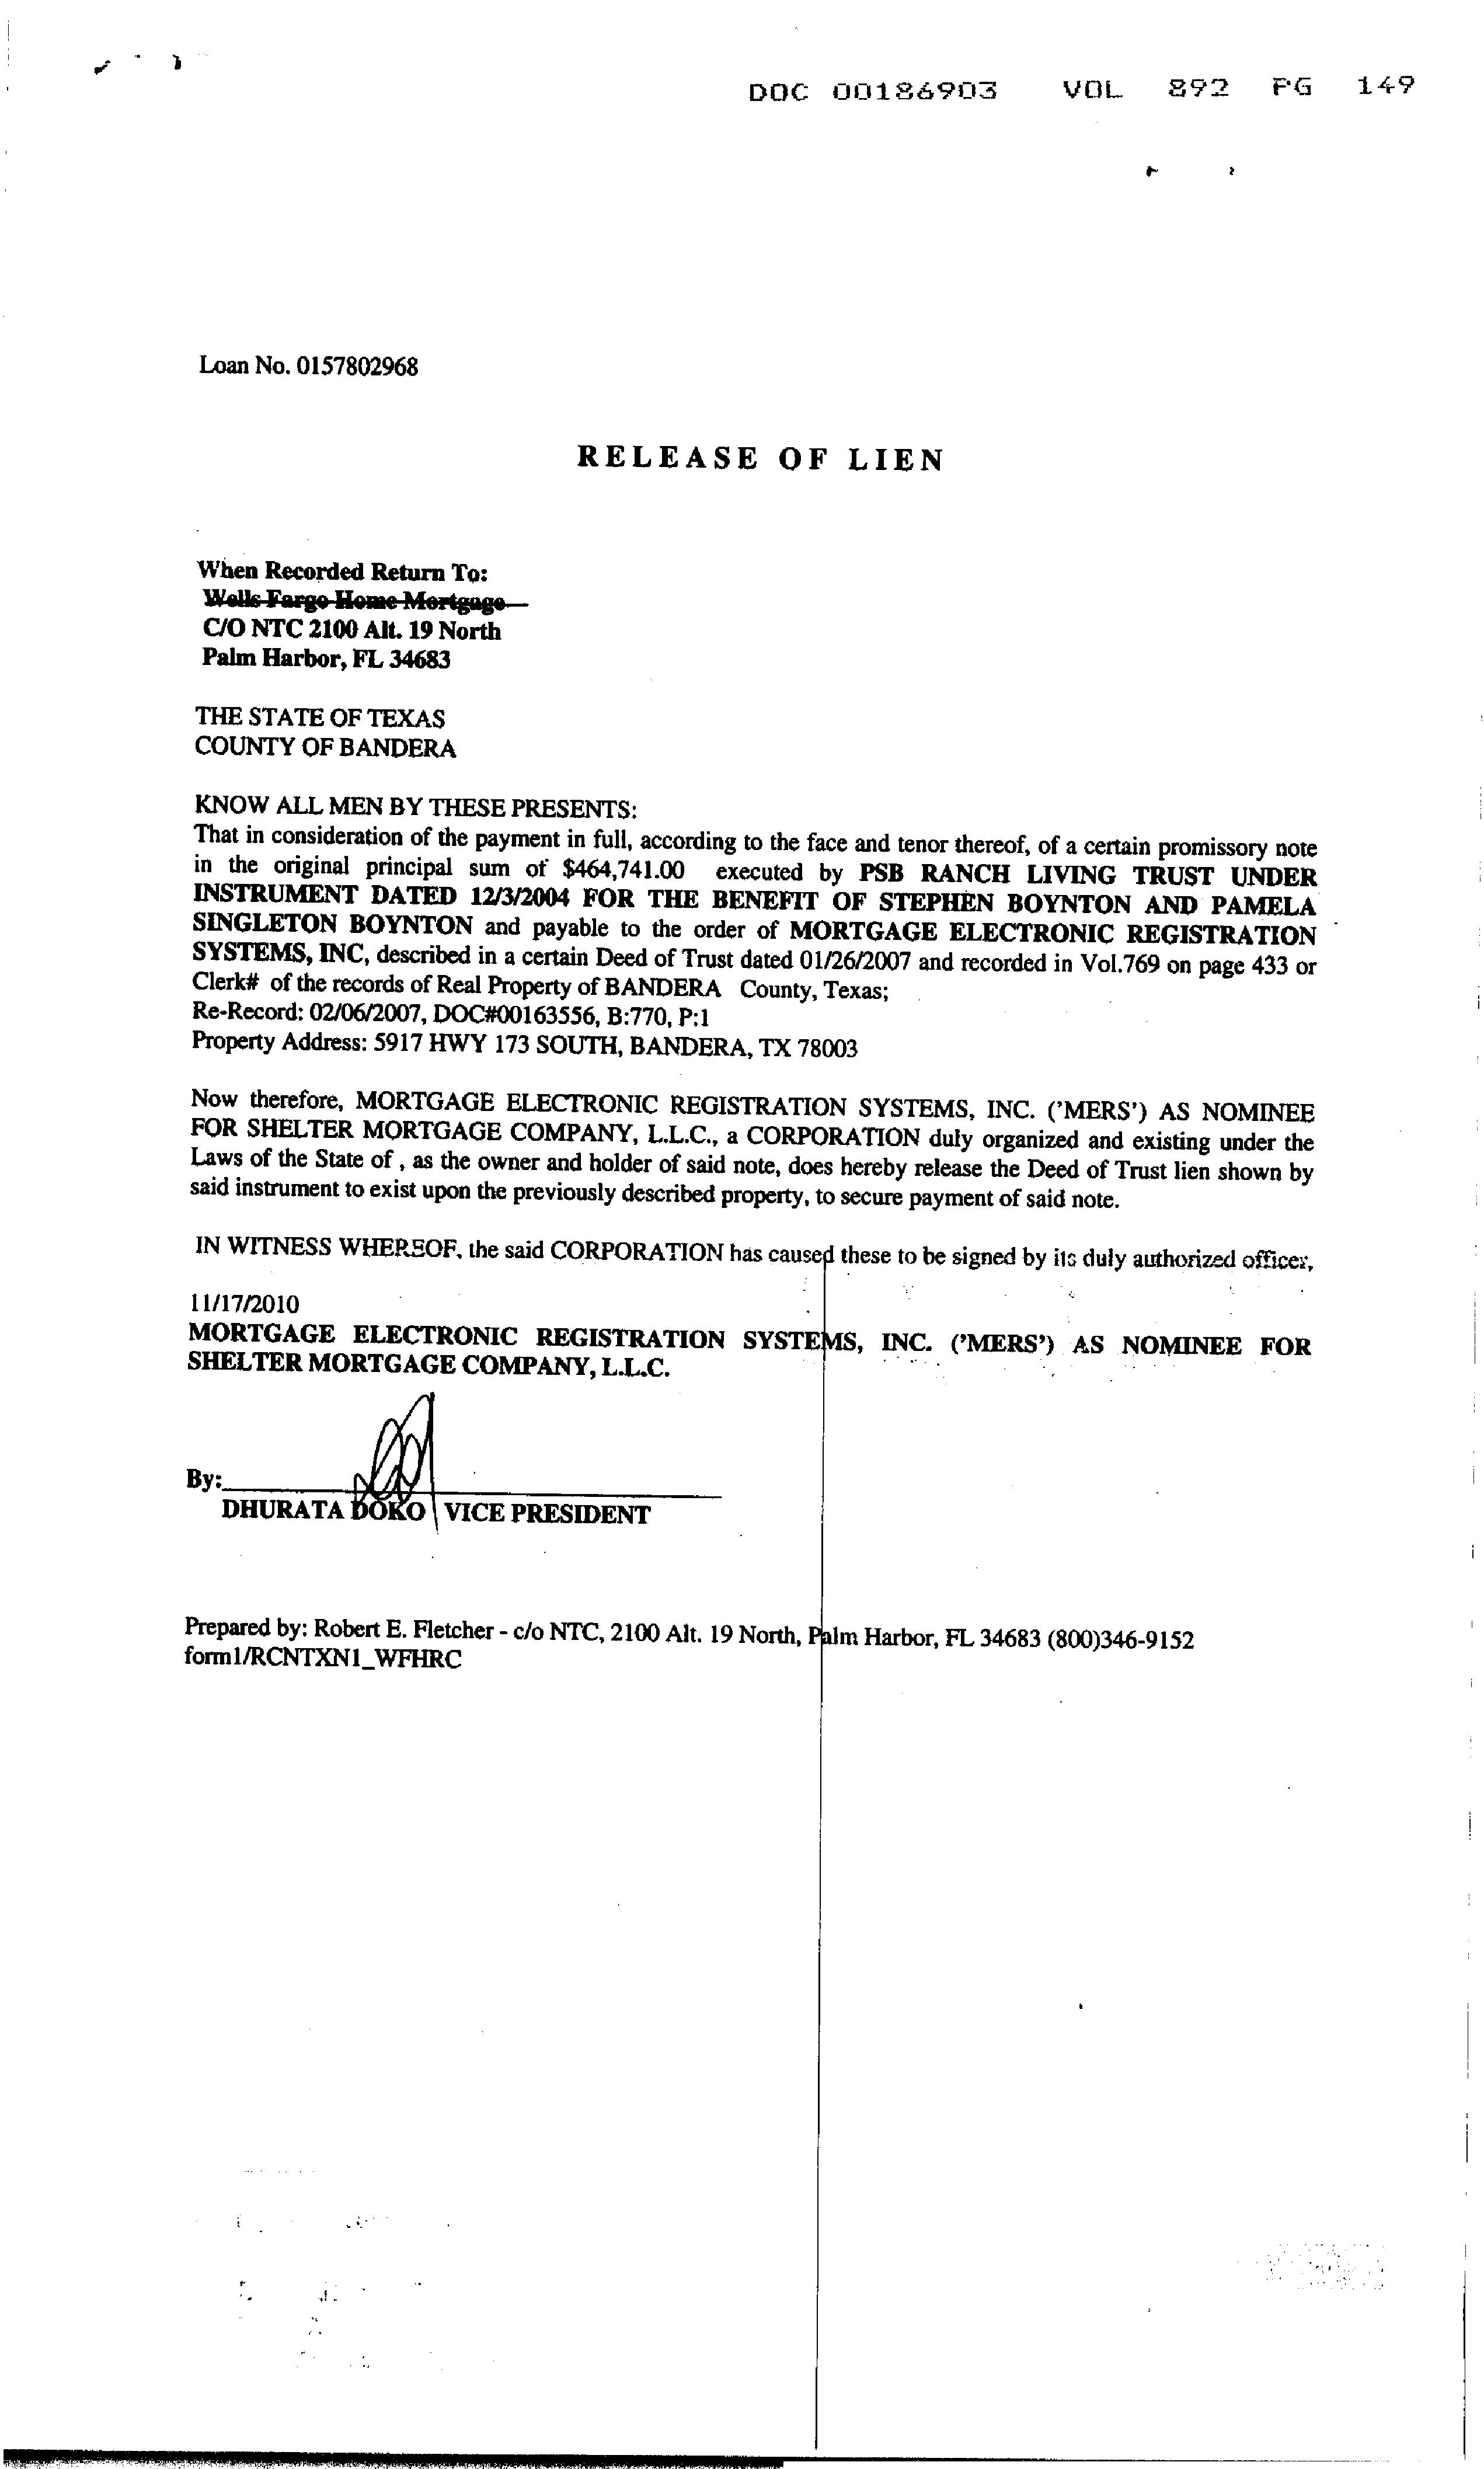 DOC 00186903 VOL 892 PG 149
Loan No. 0157802968
RELEASE OF LIEN
When Recorded Return To:
Wells Fargo Home Mortgage
C/O NTC 2100 Alt. 19 North
Palm Harbor, FL 34683
THE STATE OF TEXAS
COUNTY OF BANDERA
KNOW ALL MEN BY THESE PRESENTS:
That in consideration of the payment in full, according to the face and tenor thereof, of a certain promissory note
in the original principal sum of $464,741.00 executed by PSB RANCH LIVING TRUST UNDER
INSTRUMENT DATED 12/3/2004 FOR THE BENEFIT OF STEPHEN BOYNTON AND PAMELA
SINGLETON BOYNTON and payable to the order of MORTGAGE ELECTRONIC REGISTRATION
SYSTEMS, INC, described in a certain Deed of Trust dated 01/26/2007 and recorded in Vol.769 on page 433 or
Clerk# of the records of Real Property of BANDERA County, Texas;
Re-Record: 02/06/2007, DOC#00163556, B:770, P:1
Property Address: 5917 HWY 173 SOUTH, BANDERA, TX 78003
Now therefore, MORTGAGE ELECTRONIC REGISTRATION SYSTEMS, INC. ('MERS') AS NOMINEE
FOR SHELTER MORTGAGE COMPANY, L.L.C., a CORPORATION duly organized and existing under the
Laws of the State of , as the owner and holder of said note, does hereby release the Deed of Trust lien shown by
said instrument to exist upon the previously described property, to secure payment of said note.
IN WITNESS WHEREOF, the said CORPORATION has caused these to be signed by its duly authorized officer,
11/17/2010
MORTGAGE ELECTRONIC REGISTRATION SYSTEMS, INC. ('MERS') AS NOMINEE FOR
SHELTER MORTGAGE COMPANY, L.L.C.
By:
DHURATA DOKO VICE PRESIDENT
Prepared by: Robert E. Fletcher - c/o NTC, 2100 Alt. 19 North, Palm Harbor, FL 34683 (800)346-9152
form1/RCNTXN1_WFHRC